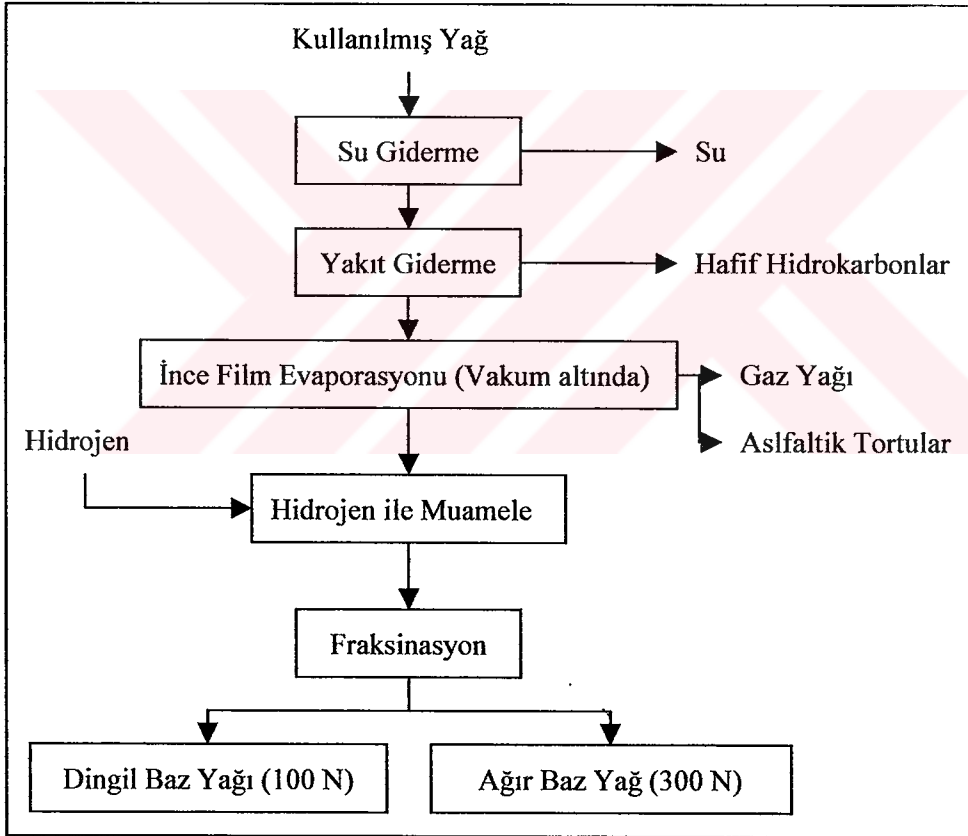 Kullanılmış Yağ
Su Giderme
Su
Yakıt Giderme
Hafif Hidrokarbonlar
İnce Film Evaporasyonu (Vakum altında)
Gaz Yağı
Aslfaltik Tortular
Hidrojen
Hidrojen ile Muamele
Fraksinasyon
Dingil Baz Yağı (100 N)
Ağır Baz Yağ (300 N)